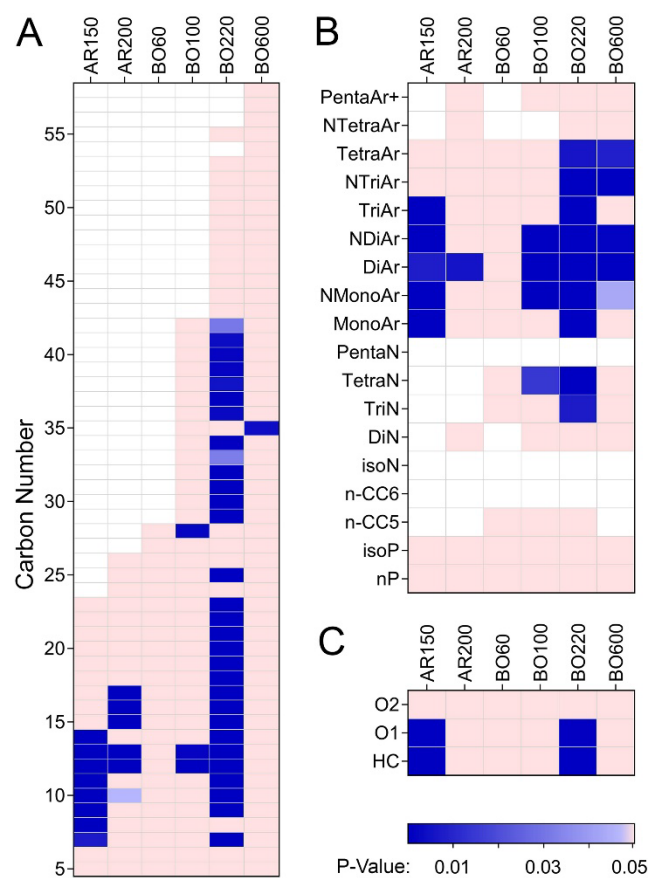 A
AR150
AR200
BO60
BO100
BO220
BO600
Carbon Number
55
50
45
40
35
30
25
20
15
10
5
B
AR150
AR200
BO60
BO100
BO220
BO600
PentaAr+
NTetraAr
TetraAr
NTriAr
TriAr
NDiAr
DiAr
NMonoAr
MonoAr
PentaN
TetraN
TriN
DiN
isoN
n-CC6
n-CC5
isoP
nP
C
AR150
AR200
BO60
BO100
BO220
BO600
O2
O1
HC
P-Value: 0.01 0.03 0.05